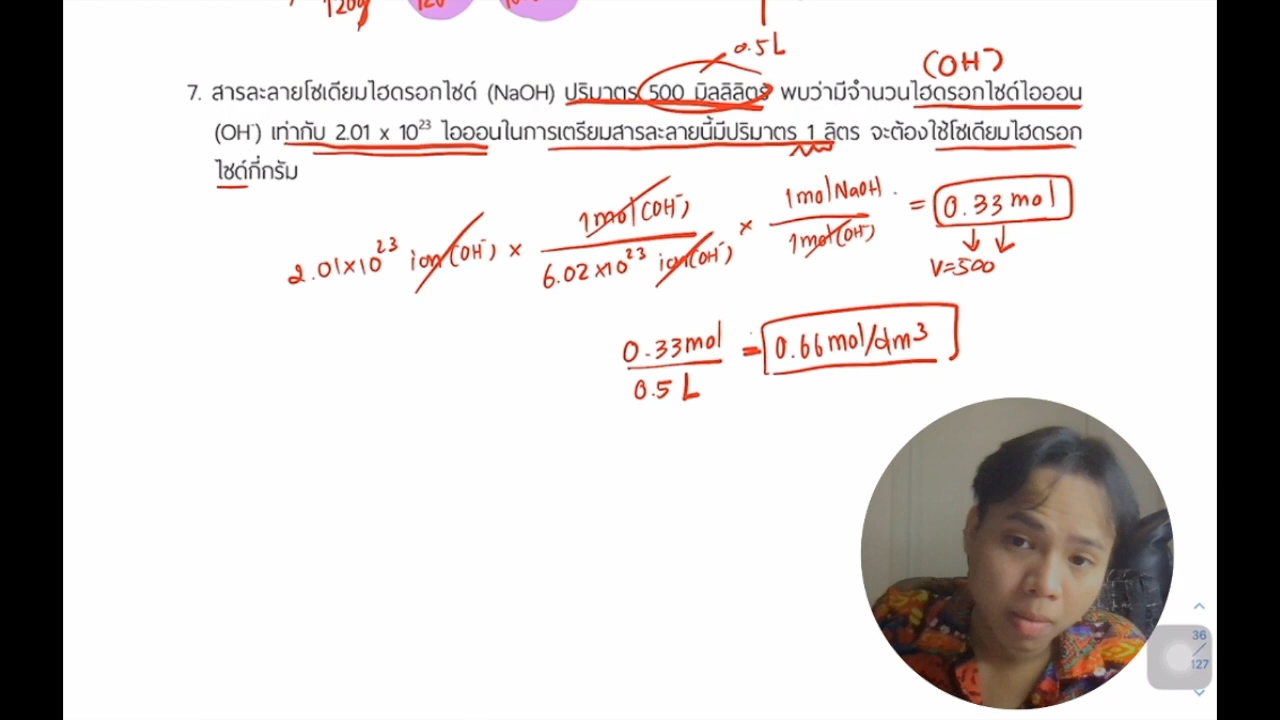 120g
0.5L
(OH⁻)
7. สารละลายโซเดียมไฮดรอกไซด์ (NaOH) ปริมาตร 500 มิลลิลิตร พบว่ามีจำนวนไฮดรอกไซด์ไอออน
(OH⁻) เท่ากับ 2.01 x 10²³ ไอออนในการเตรียมสารละลายนี้มีปริมาตร 1 ลิตร จะต้องใช้โซเดียมไฮดรอก
ไซด์กี่กรัม
2.01×10²³ ion(OH⁻) × 1mol(OH⁻) / 6.02×10²³ ion(OH⁻) × 1molNaOH / 1mol(OH⁻) = 0.33mol
V=500
0.33mol / 0.5L = 0.66mol/dm³
36
127